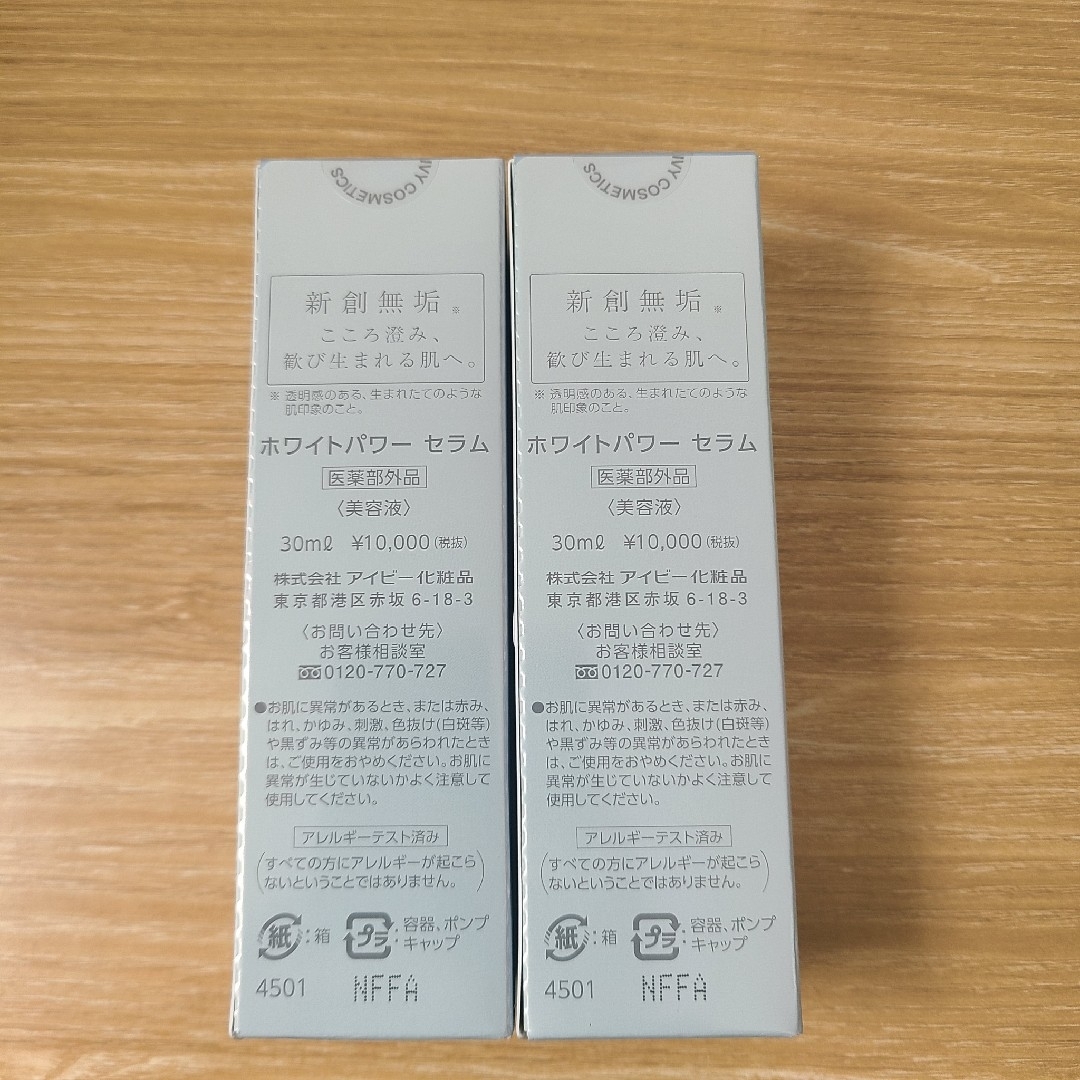 IVY COSMETICS
新創無垢※
こころ澄み、
歓び生まれる肌へ。
※ 透明感のある、生まれたてのような
肌印象のこと。
ホワイトパワー セラム
医薬部外品
〈美容液〉
30mℓ ¥10,000(税抜)
株式会社 アイビー化粧品
東京都港区赤坂 6-18-3
〈お問い合わせ先〉
お客様相談室
0120-770-727
●お肌に異常があるとき、または赤み、
はれ、かゆみ、刺激、色抜け(白斑等)
や黒ずみ等の異常があらわれたとき
は、ご使用をおやめください。お肌に
異常が生じていないかよく注意して
使用してください。
アレルギーテスト済み
(すべての方にアレルギーが起こら
ないということではありません。)
紙:箱 プラ:容器、ポンプ
キャップ
4501 NFFA
IVY COSMETICS
新創無垢※
こころ澄み、
歓び生まれる肌へ。
※ 透明感のある、生まれたてのような
肌印象のこと。
ホワイトパワー セラム
医薬部外品
〈美容液〉
30mℓ ¥10,000(税抜)
株式会社 アイビー化粧品
東京都港区赤坂 6-18-3
〈お問い合わせ先〉
お客様相談室
0120-770-727
●お肌に異常があるとき、または赤み、
はれ、かゆみ、刺激、色抜け(白斑等)
や黒ずみ等の異常があらわれたとき
は、ご使用をおやめください。お肌に
異常が生じていないかよく注意して
使用してください。
アレルギーテスト済み
(すべての方にアレルギーが起こら
ないということではありません。)
紙:箱 プラ:容器、ポンプ
キャップ
4501 NFFA